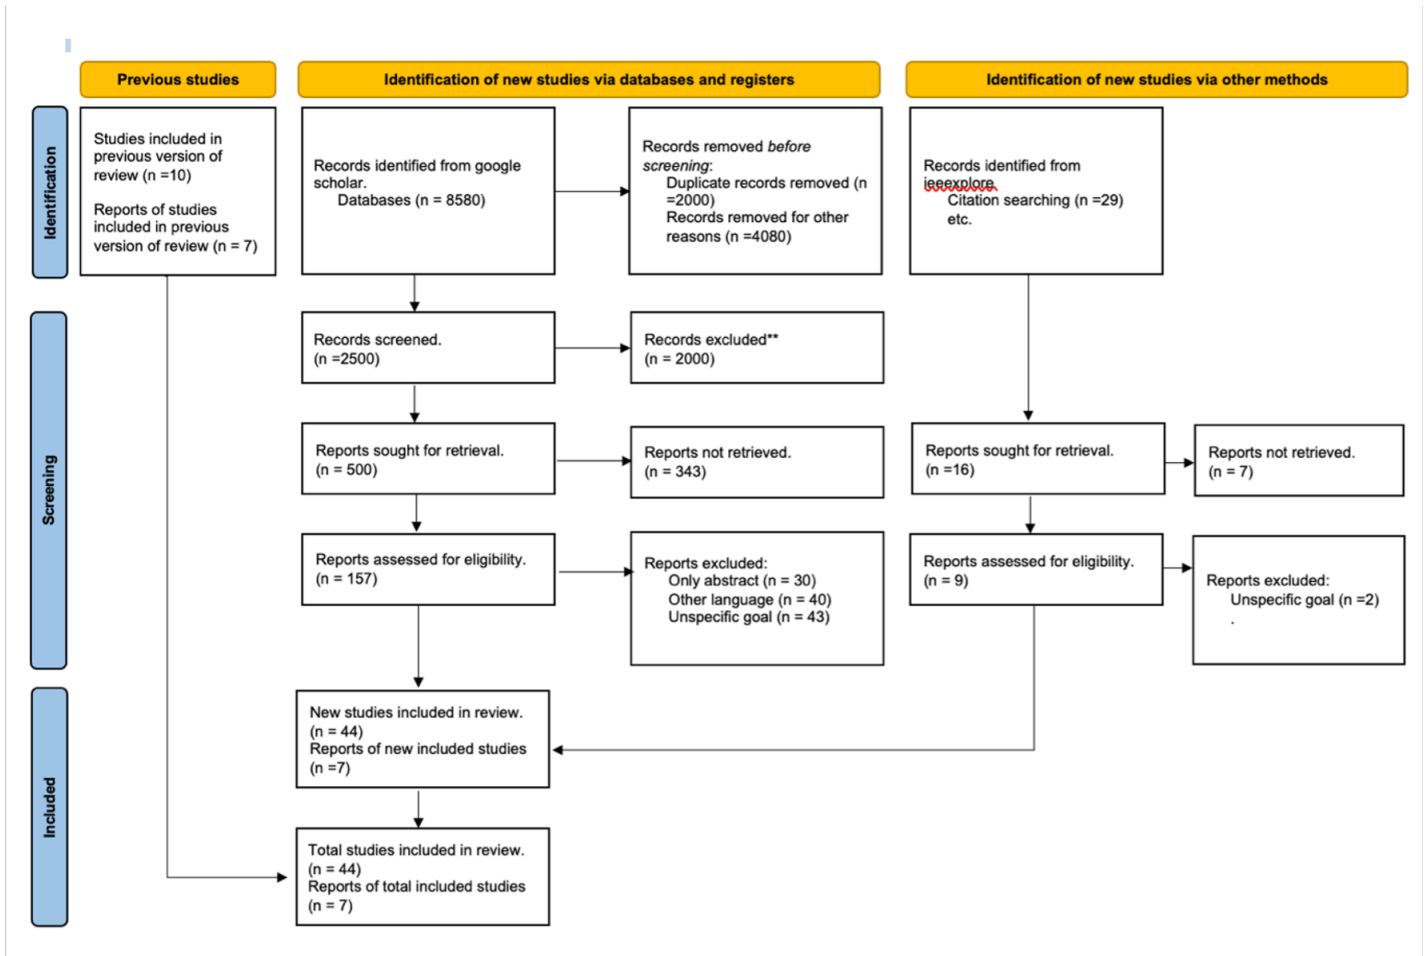 Previous studies
Identification of new studies via databases and registers
Identification of new studies via other methods
Identification
Studies included in
previous version of
review (n =10)
Reports of studies
included in previous
version of review (n = 7)
Records identified from google
scholar.
Databases (n = 8580)
Records removed before
screening:
Duplicate records removed (n
=2000)
Records removed for other
reasons (n =4080)
Records identified from
ieeexplore.
Citation searching (n =29)
etc.
Screening
Records screened.
(n =2500)
Records excluded**
(n = 2000)
Reports sought for retrieval.
(n = 500)
Reports not retrieved.
(n = 343)
Reports sought for retrieval.
(n =16)
Reports not retrieved.
(n = 7)
Reports assessed for eligibility.
(n = 157)
Reports excluded:
Only abstract (n = 30)
Other language (n = 40)
Unspecific goal (n = 43)
Reports assessed for eligibility.
(n = 9)
Reports excluded:
Unspecific goal (n =2)
.
Included
New studies included in review.
(n = 44)
Reports of new included studies
(n =7)
Total studies included in review.
(n = 44)
Reports of total included studies
(n = 7)